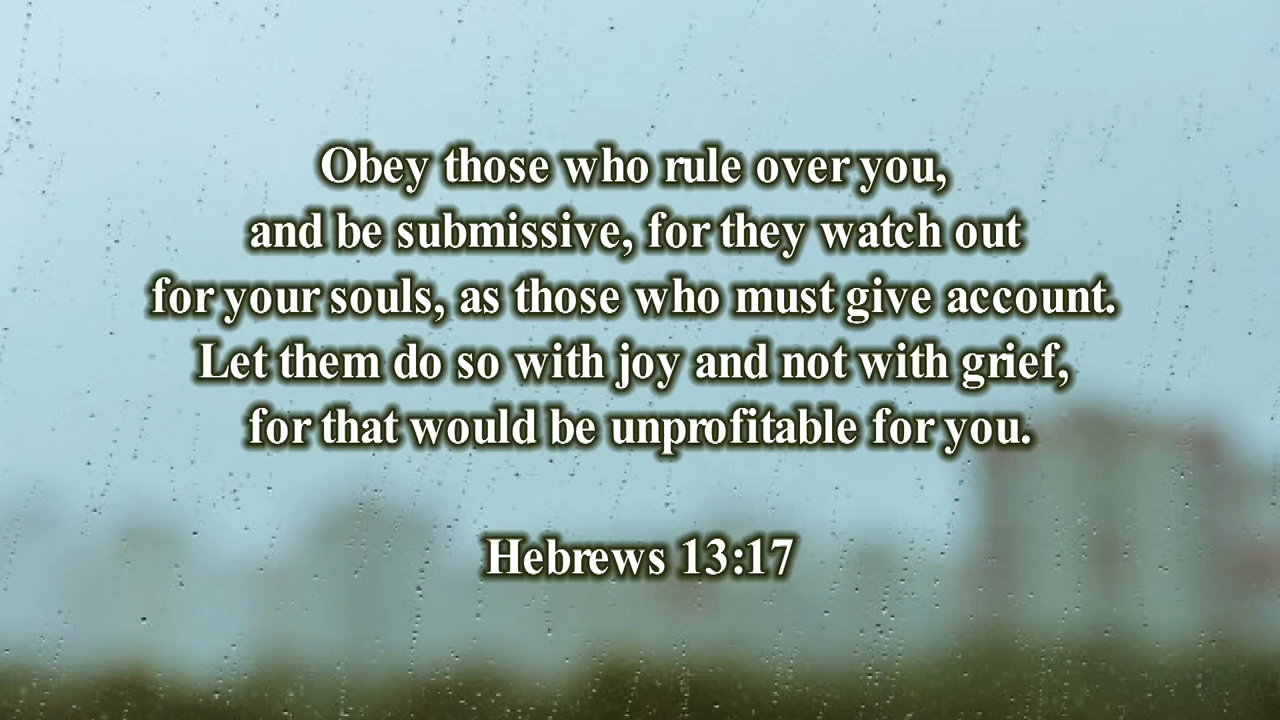 Obey those who rule over you,
and be submissive, for they watch out
for your souls, as those who must give account.
Let them do so with joy and not with grief,
for that would be unprofitable for you.
Hebrews 13:17